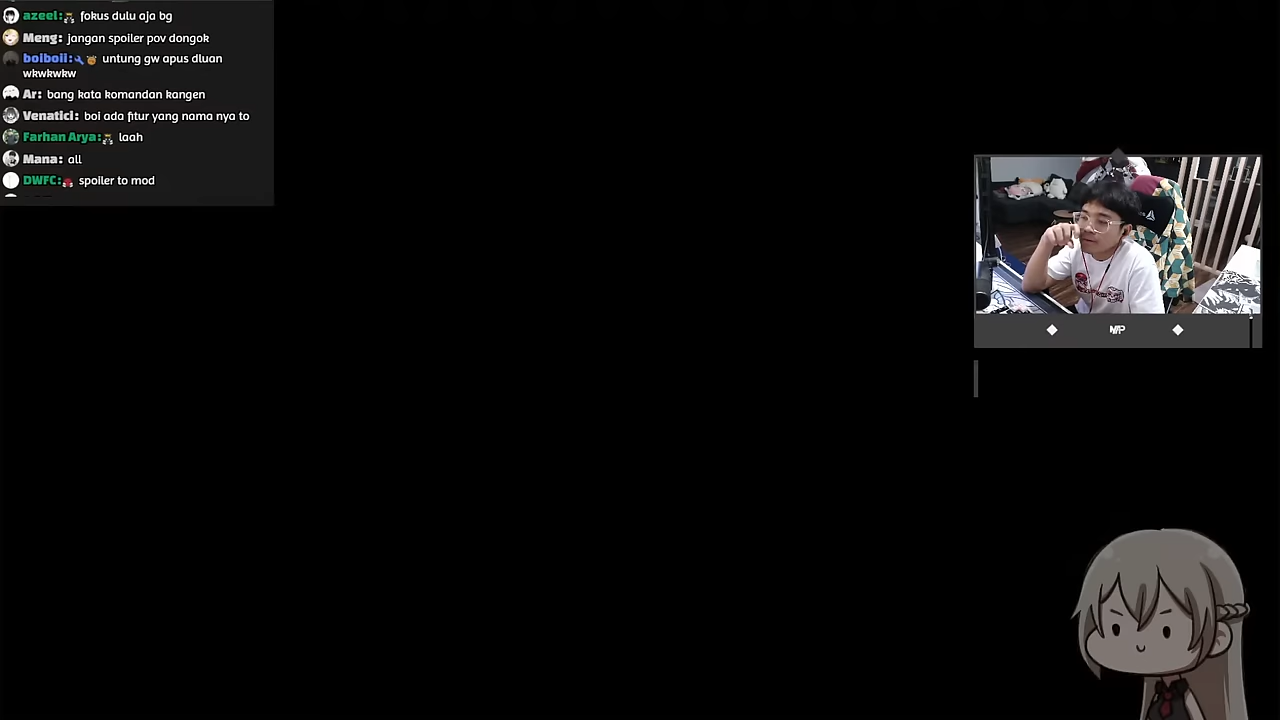 azeel: fokus dulu aja bg
Meng: jangan spoiler pov dongok
boiboii: untung gw apus dluan
wkwkwkw
Ar: bang kata komandan kangen
Venatici: boi ada fitur yang nama nya to
Farhan Arya: laah
Mana: all
DWFC: spoiler to mod